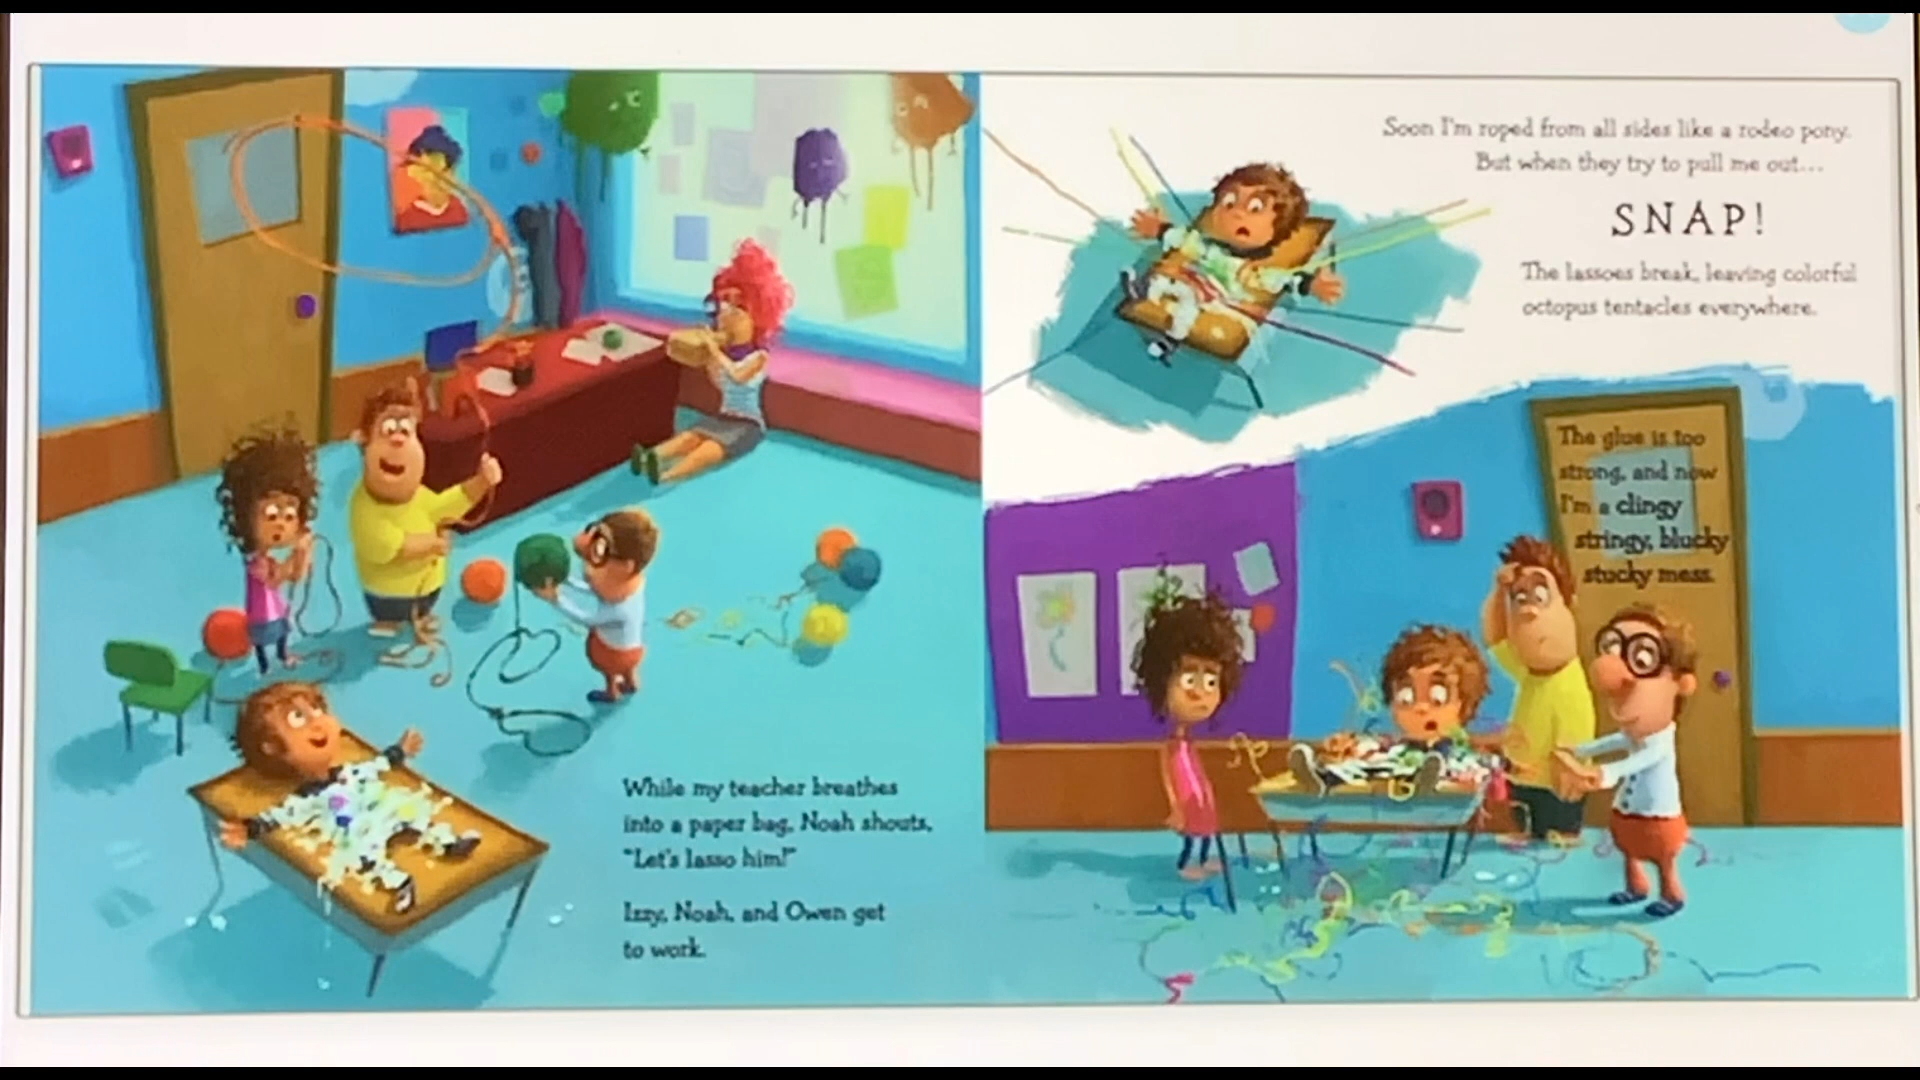 While my teacher breathes
into a paper bag, Noah shouts,
"Let's lasso him!"
Izzy, Noah, and Owen get
to work.
Soon I'm roped from all sides like a rodeo pony.
But when they try to pull me out...
SNAP!
The lassoes break, leaving colorful
octopus tentacles everywhere.
The glue is too
strong, and now
I'm a clingy
stringy, blucky
stucky mess.